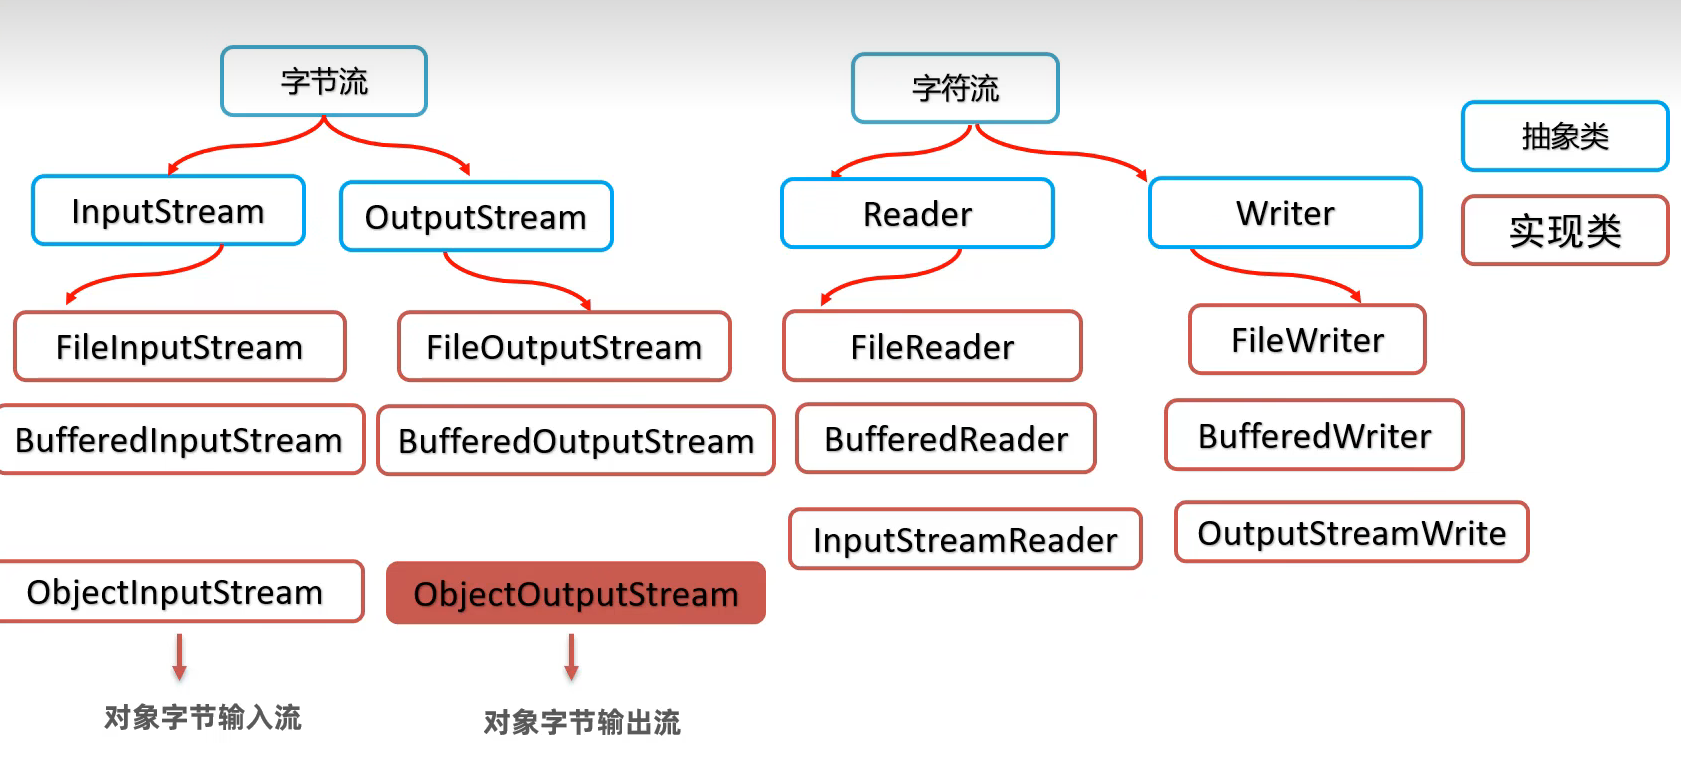 字节流
字符流
抽象类
InputStream
OutputStream
Reader
Writer
实现类
FileInputStream
FileOutputStream
FileReader
FileWriter
BufferedInputStream
BufferedOutputStream
BufferedReader
BufferedWriter
InputStreamReader
OutputStreamWrite
ObjectInputStream
ObjectOutputStream
对象字节输入流
对象字节输出流